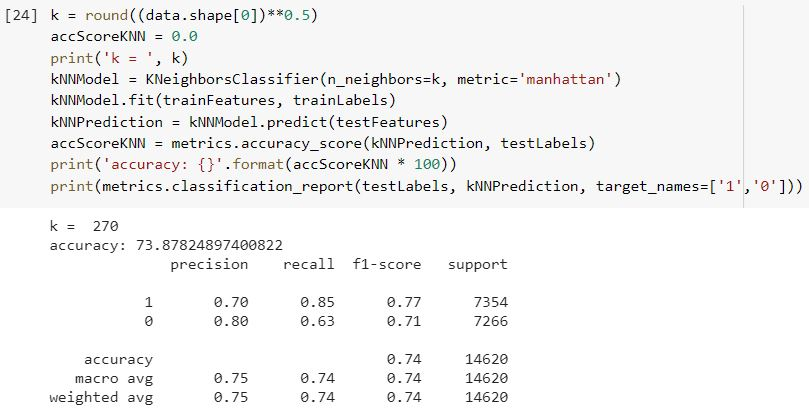 [24] k = round((data.shape[0])**0.5)
accScoreKNN = 0.0
print('k = ', k)
kNNModel = KNeighborsClassifier(n_neighbors=k, metric='manhattan')
kNNModel.fit(trainFeatures, trainLabels)
kNNPrediction = kNNModel.predict(testFeatures)
accScoreKNN = metrics.accuracy_score(kNNPrediction, testLabels)
print('accuracy: {}'.format(accScoreKNN * 100))
print(metrics.classification_report(testLabels, kNNPrediction, target_names=['1','0']))
k =  270
accuracy: 73.87824897400822
precision recall f1-score support
1 0.70 0.85 0.77 7354
0 0.80 0.63 0.71 7266
accuracy 0.74 14620
macro avg 0.75 0.74 0.74 14620
weighted avg 0.75 0.74 0.74 14620